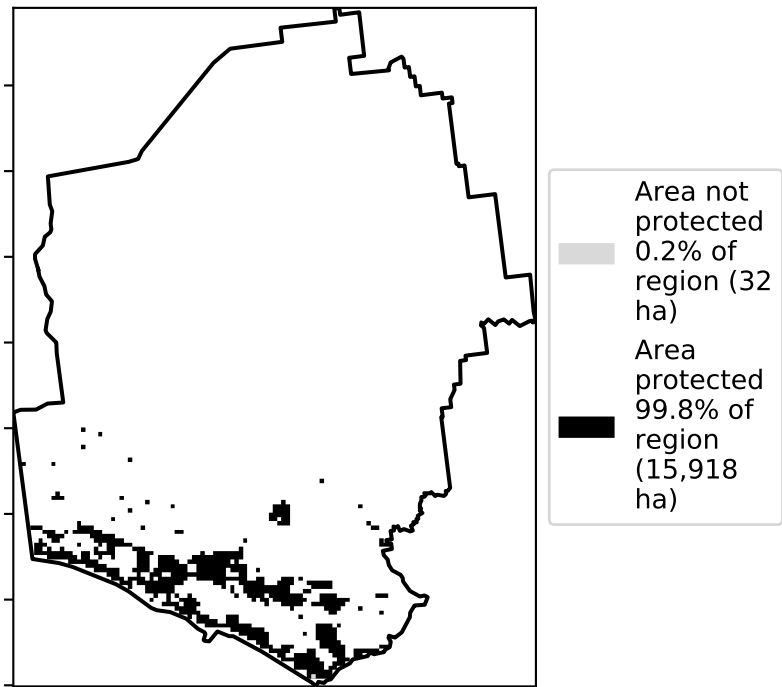 Area not
protected
0.2% of
region (32
ha)
Area
protected
99.8% of
region
(15,918
ha)